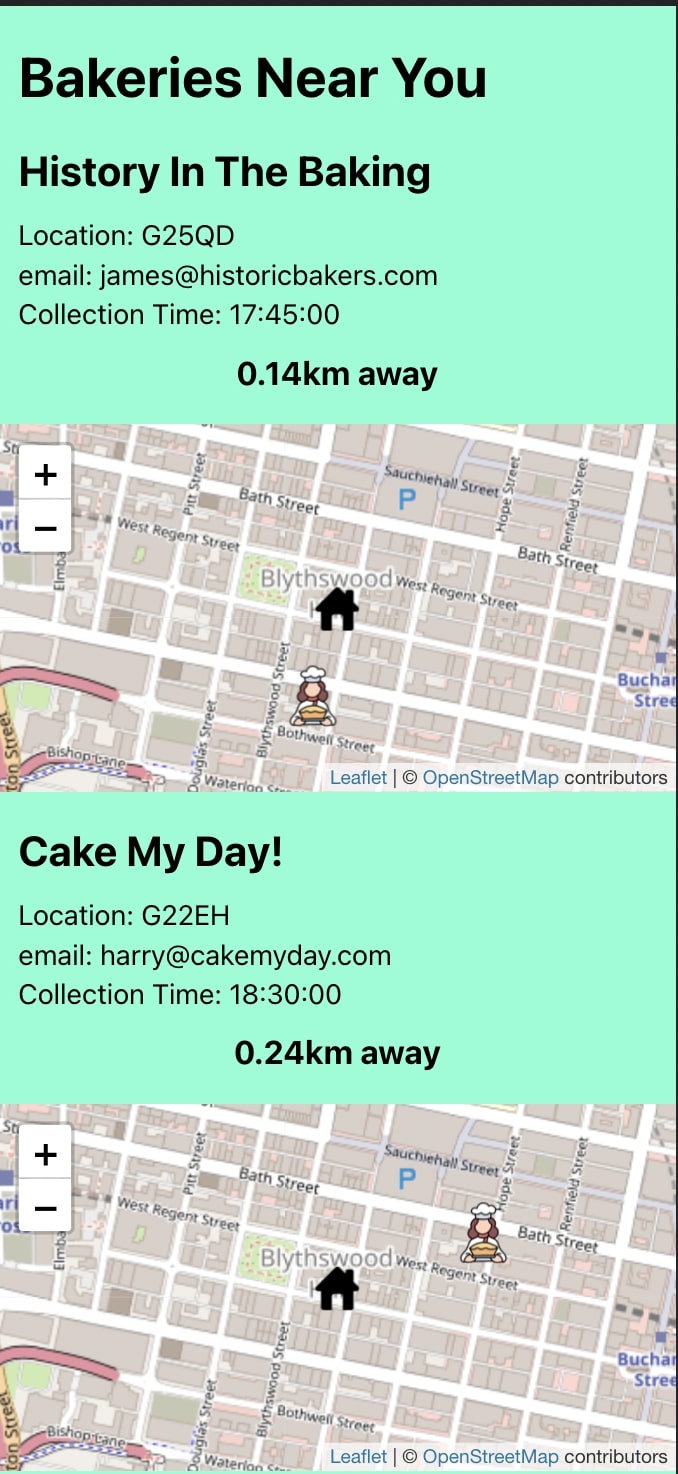 Bakeries Near You
History In The Baking
Location: G25QD
email: james@historicbakers.com
Collection Time: 17:45:00
0.14km away
+
−
Sauchiehall Street
P
Pitt Street
Hope Street
Renfield Street
Bath Street
West Regent Street
Bath Street
Blythswood
West Regent Street
Blythswood Street
Bothwell Street
Douglas Street
Bishop Lane
Leaflet | © OpenStreetMap contributors
Cake My Day!
Location: G22EH
email: harry@cakemyday.com
Collection Time: 18:30:00
0.24km away
+
−
Sauchiehall Street
P
Pitt Street
Hope Street
Renfield Street
Bath Street
West Regent Street
Bath Street
Blythswood
West Regent Street
Blythswood Street
Bothwell Street
Douglas Street
Bishop Lane
Leaflet | © OpenStreetMap contributors